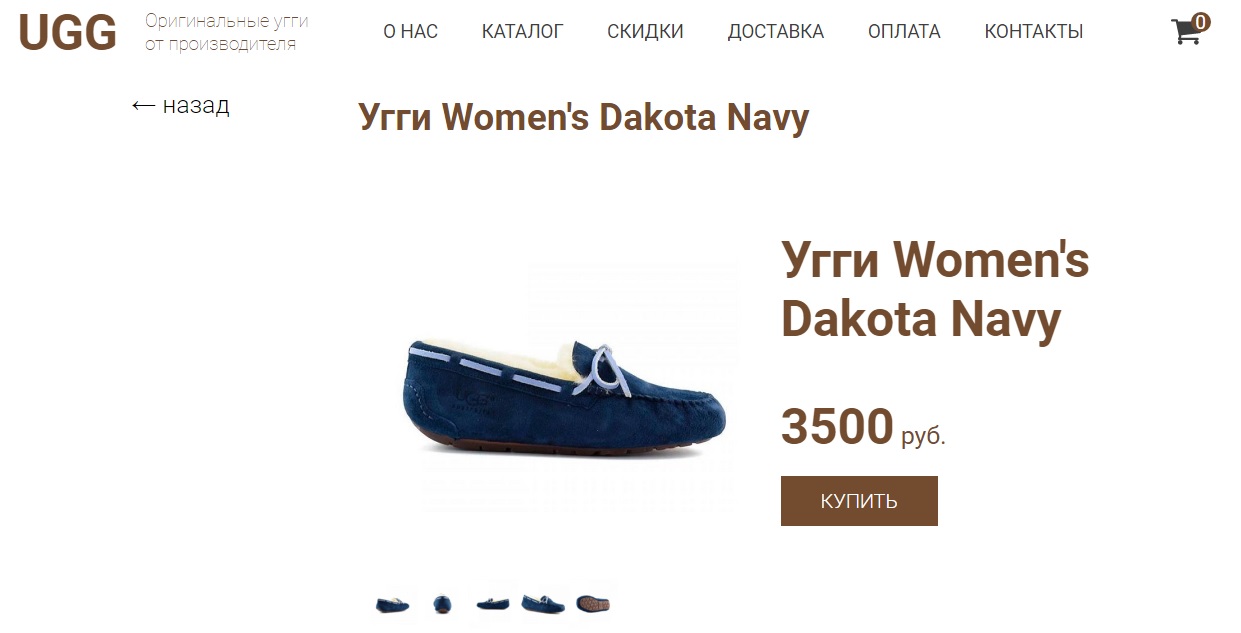 UGG
Оригинальные угги
от производителя
О НАС
КАТАЛОГ
СКИДКИ
ДОСТАВКА
ОПЛАТА
КОНТАКТЫ
0
← назад
Угги Women's Dakota Navy
Угги Women's
Dakota Navy
3500 руб.
КУПИТЬ
UGG